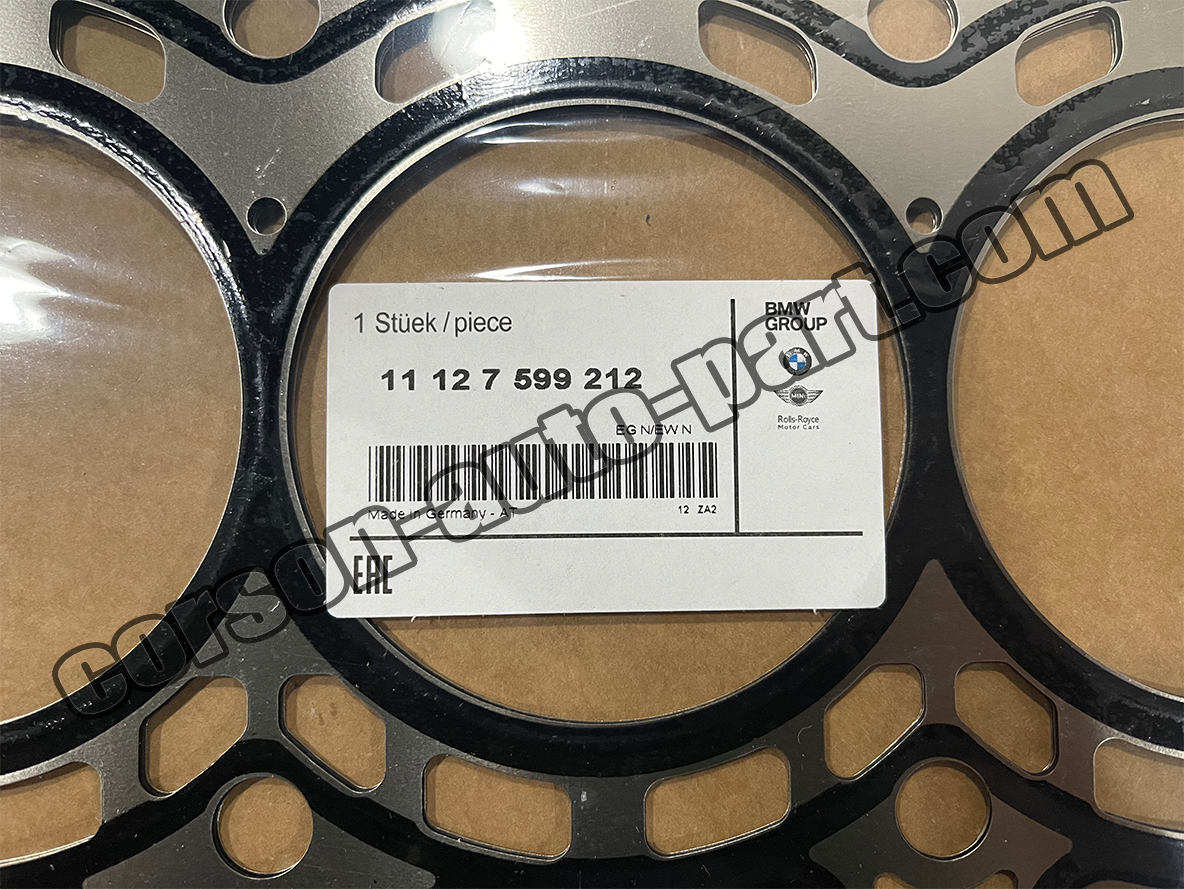 1 Stüek / piece
11 12 7 599 212
EG N/EW N
Made in Germany - AT
12 ZA2
EAC
BMW
GROUP
BMW
MINI
Rolls-Royce
Motor Cars
corson-auto-part.com